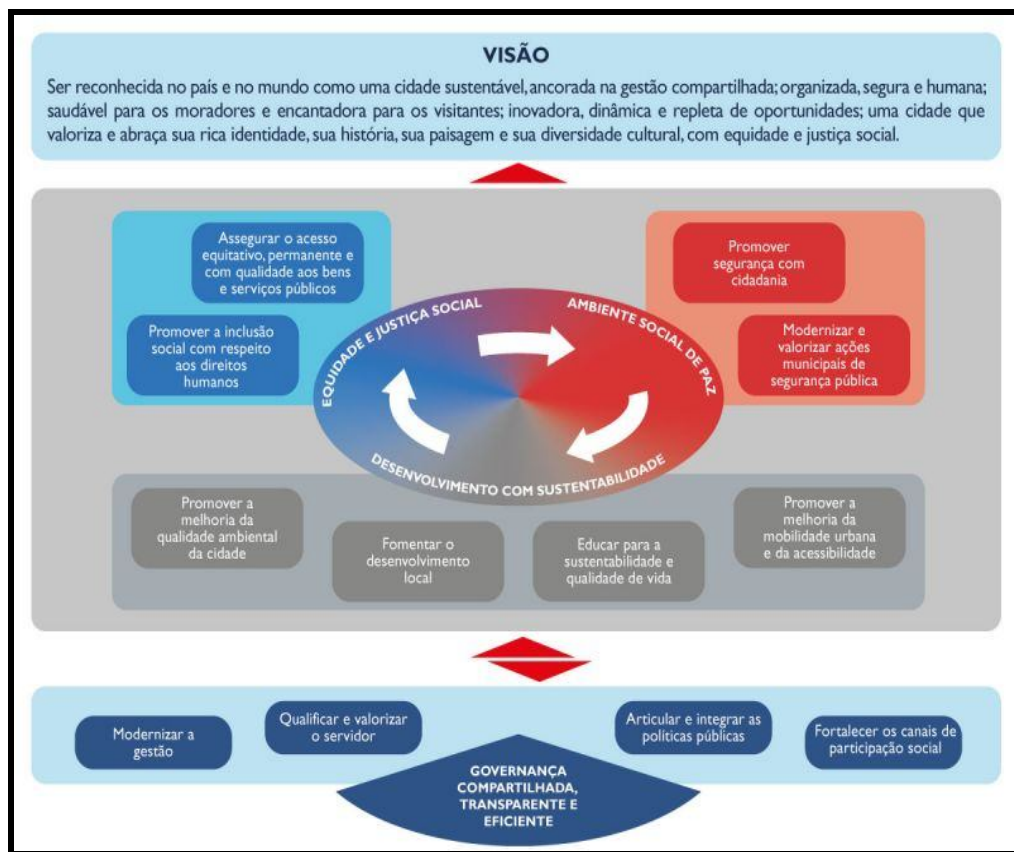 VISÃO
Ser reconhecida no país e no mundo como uma cidade sustentável, ancorada na gestão compartilhada; organizada, segura e humana;
saudável para os moradores e encantadora para os visitantes; inovadora, dinâmica e repleta de oportunidades; uma cidade que
valoriza e abraça sua rica identidade, sua história, sua paisagem e sua diversidade cultural, com equidade e justiça social.
Assegurar o acesso
equitativo, permanente e
com qualidade aos bens
e serviços públicos
Promover a inclusão
social com respeito
aos direitos
humanos
EQUIDADE E JUSTIÇA SOCIAL
AMBIENTE SOCIAL DE PAZ
Promover
segurança com
cidadania
Modernizar e
valorizar ações
municipais de
segurança pública
DESENVOLVIMENTO COM SUSTENTABILIDADE
Promover a
melhoria da
qualidade ambiental
da cidade
Fomentar o
desenvolvimento
local
Educar para a
sustentabilidade e
qualidade de vida
Promover a
melhoria da
mobilidade urbana
e da acessibilidade
Modernizar a
gestão
Qualificar e valorizar
o servidor
Articular e integrar as
políticas públicas
Fortalecer os canais de
participação social
GOVERNANÇA
COMPARTILHADA,
TRANSPARENTE E
EFICIENTE